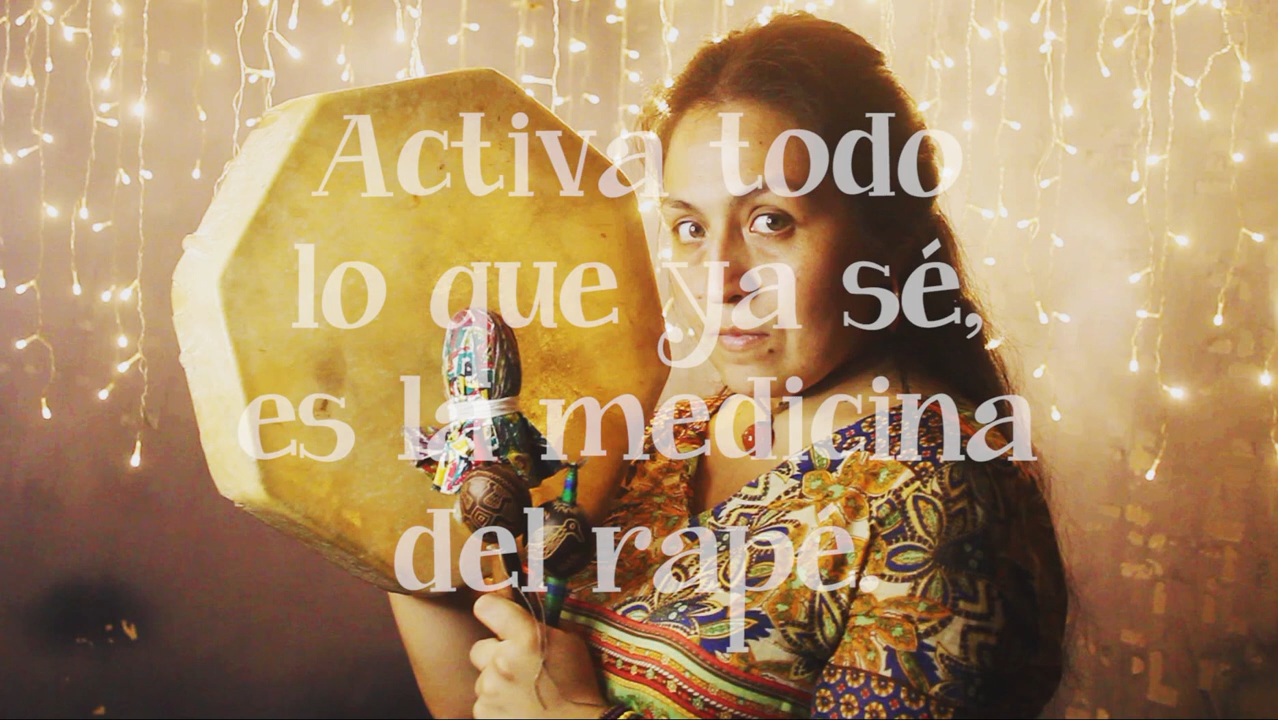 Activa todo
lo que ya sé,
es la medicina
del rapé.